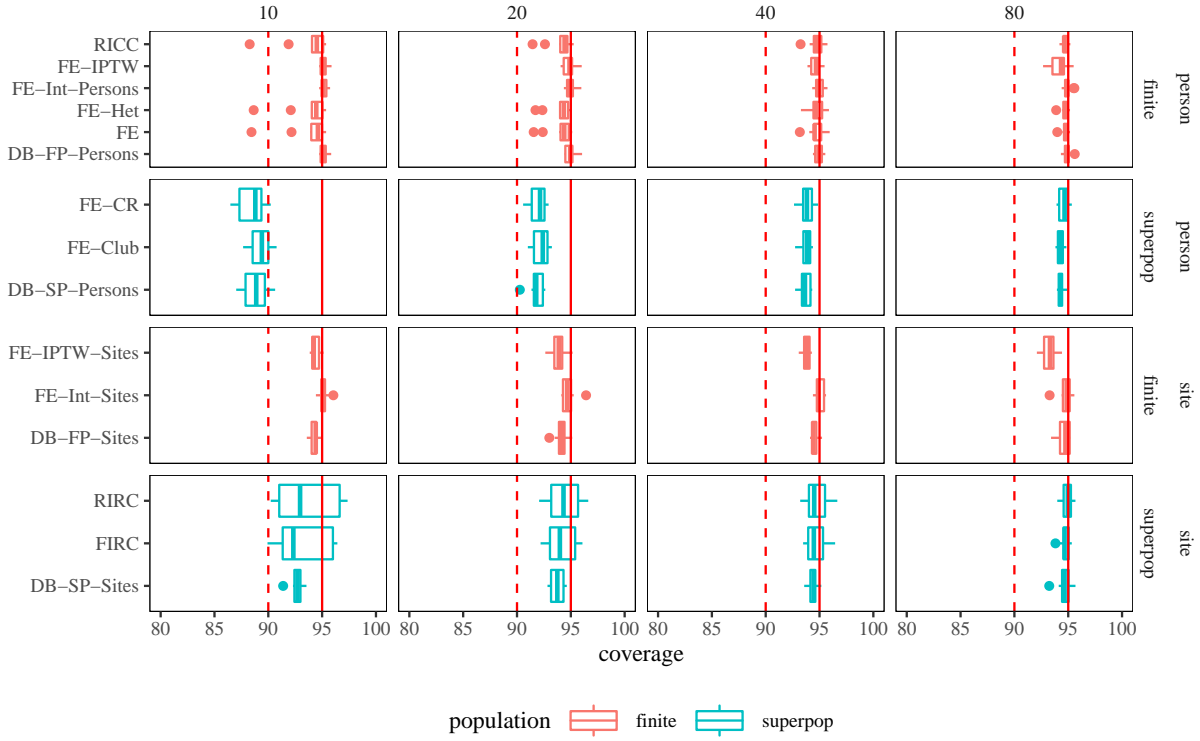 10 20 40 80
RICC
FE−IPTW
FE−Int−Persons
FE−Het
FE
DB−FP−Persons
finite
person
FE−CR
FE−Club
DB−SP−Persons
superpop
person
FE−IPTW−Sites
FE−Int−Sites
DB−FP−Sites
finite
site
RIRC
FIRC
DB−SP−Sites
superpop
site
80 85 90 95 100 80 85 90 95 100 80 85 90 95 100 80 85 90 95 100
coverage
population finite superpop